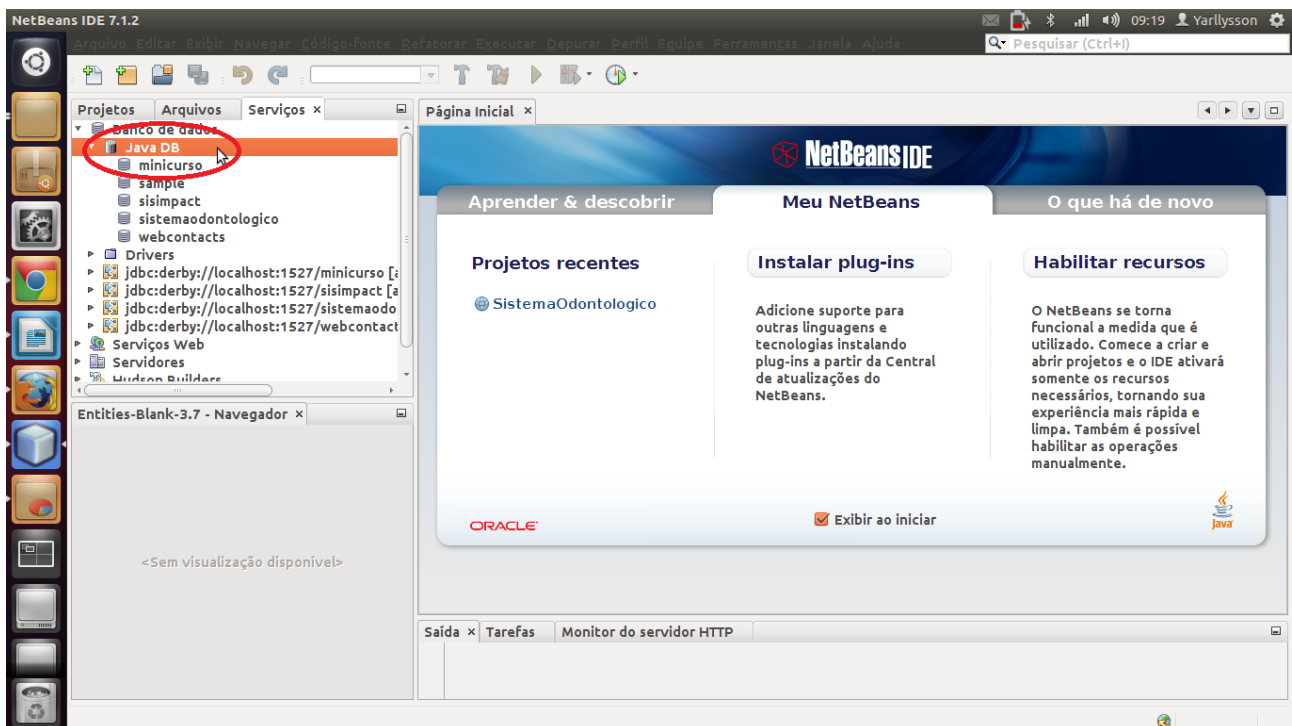 NetBeans IDE 7.1.2
09:19 Yarllysson
Arquivo Editar Exibir Navegar Código-fonte Refatorar Executar Depurar Perfil Equipe Ferramentas Janela Ajuda
Pesquisar (Ctrl+I)
Projetos Arquivos Serviços
Banco de dados
Java DB
minicurso
sample
sisimpact
sistemaodontologico
webcontacts
Drivers
jdbc:derby://localhost:1527/minicurso [a
jdbc:derby://localhost:1527/sisimpact [a
jdbc:derby://localhost:1527/sistemaodo
jdbc:derby://localhost:1527/webcontact
Serviços Web
Servidores
Hudson Builders
Entities-Blank-3.7 - Navegador
<Sem visualização disponível>
Página Inicial
NetBeans IDE
Aprender & descobrir
Meu NetBeans
O que há de novo
Projetos recentes
SistemaOdontologico
Instalar plug-ins
Adicione suporte para
outras linguagens e
tecnologias instalando
plug-ins a partir da Central
de atualizações do
NetBeans.
Habilitar recursos
O NetBeans se torna
funcional a medida que é
utilizado. Comece a criar e
abrir projetos e o IDE ativará
somente os recursos
necessários, tornando sua
experiência mais rápida e
limpa. Também é possível
habilitar as operações
manualmente.
ORACLE
Exibir ao iniciar
Java
Saída Tarefas Monitor do servidor HTTP